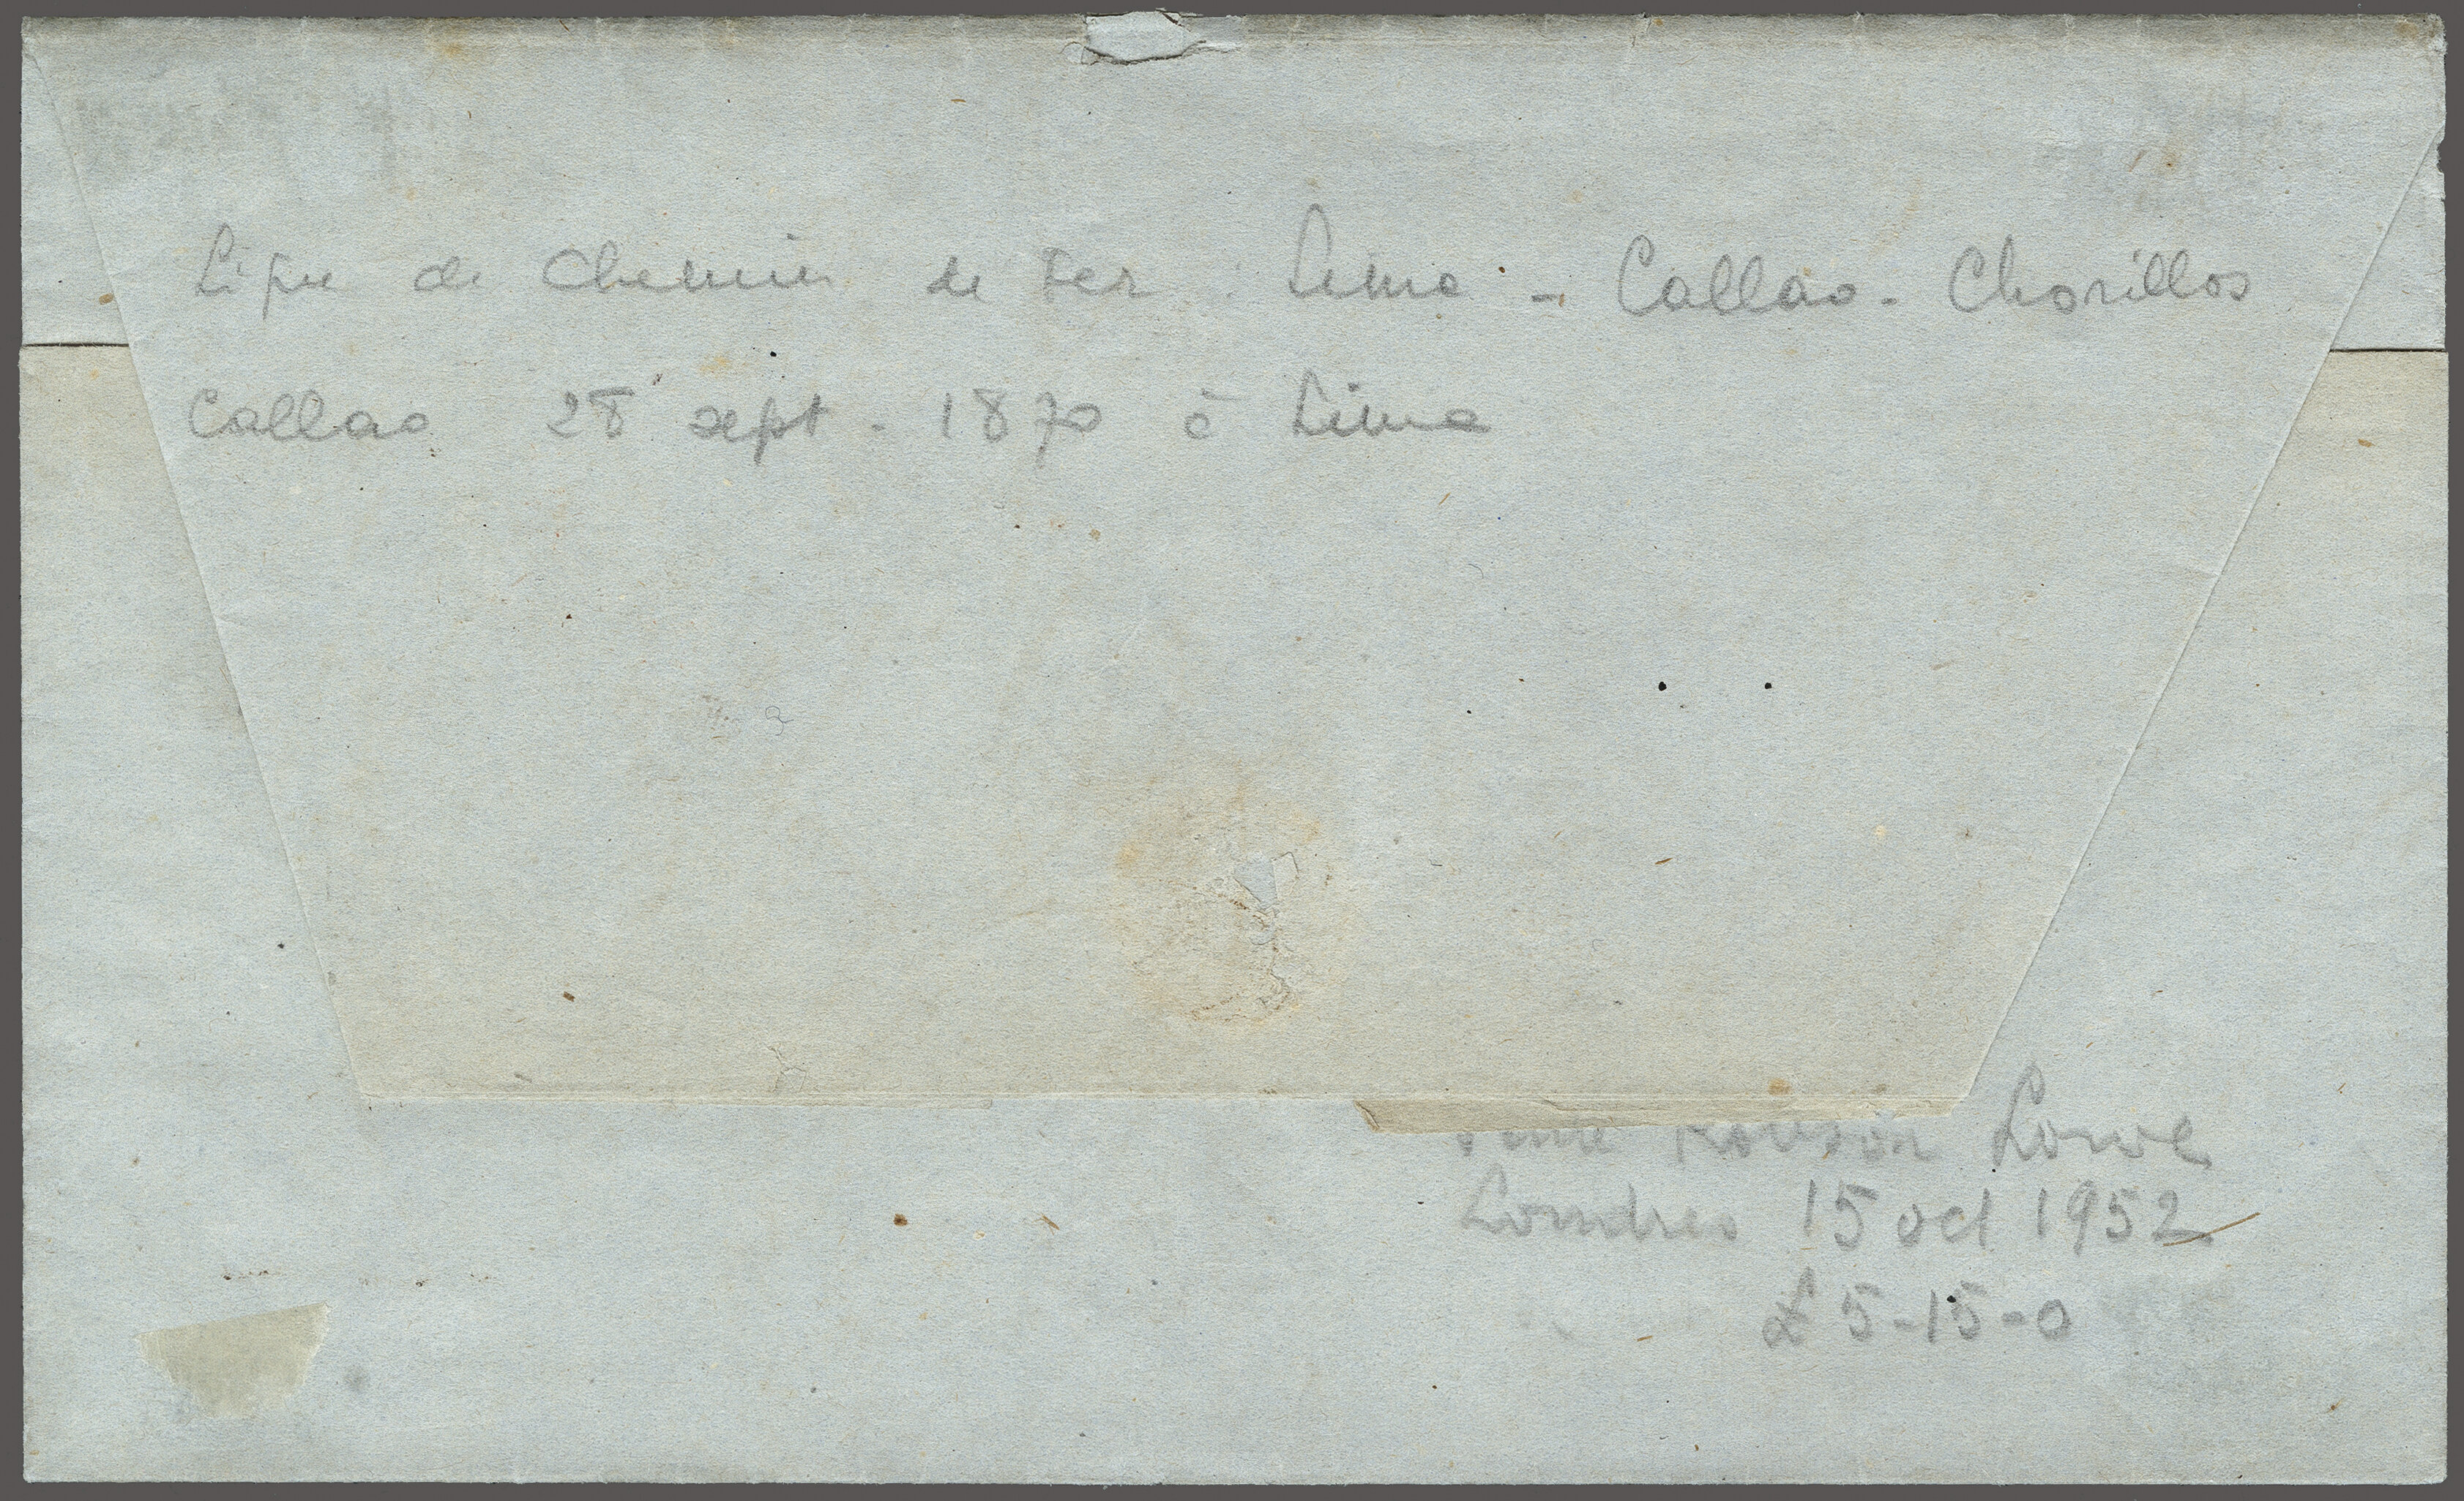 Ligne de Chemin de Fer : Lima - Callao - Chorillos
Callao 28 sept. 1870 à Lima
Vente Robson Lowe
Londres 15 oct 1952
£ 5-15-0